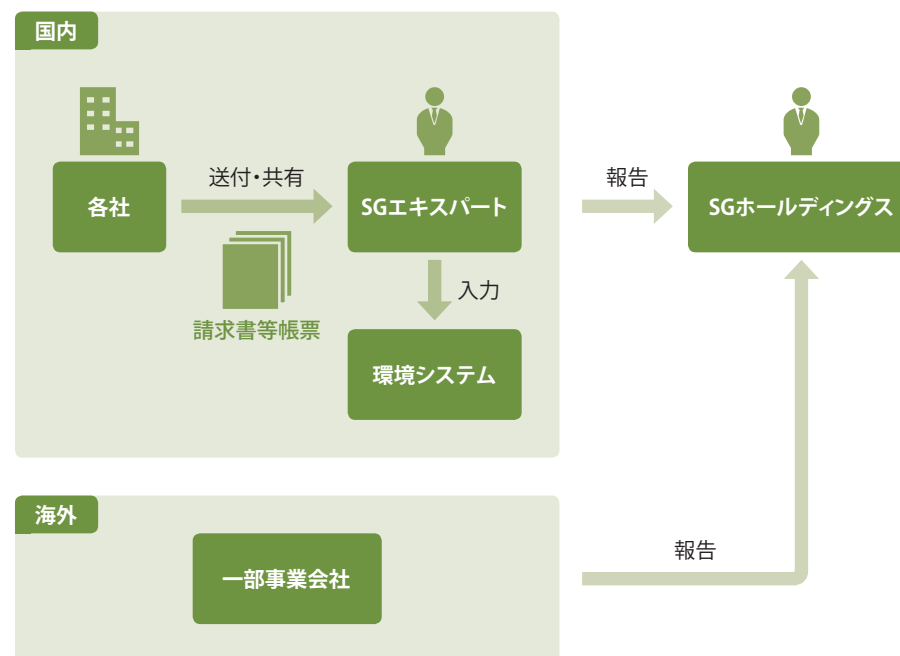 国内
各社
送付・共有
請求書等帳票
SGエキスパート
入力
環境システム
報告
SGホールディングス
海外
一部事業会社
報告